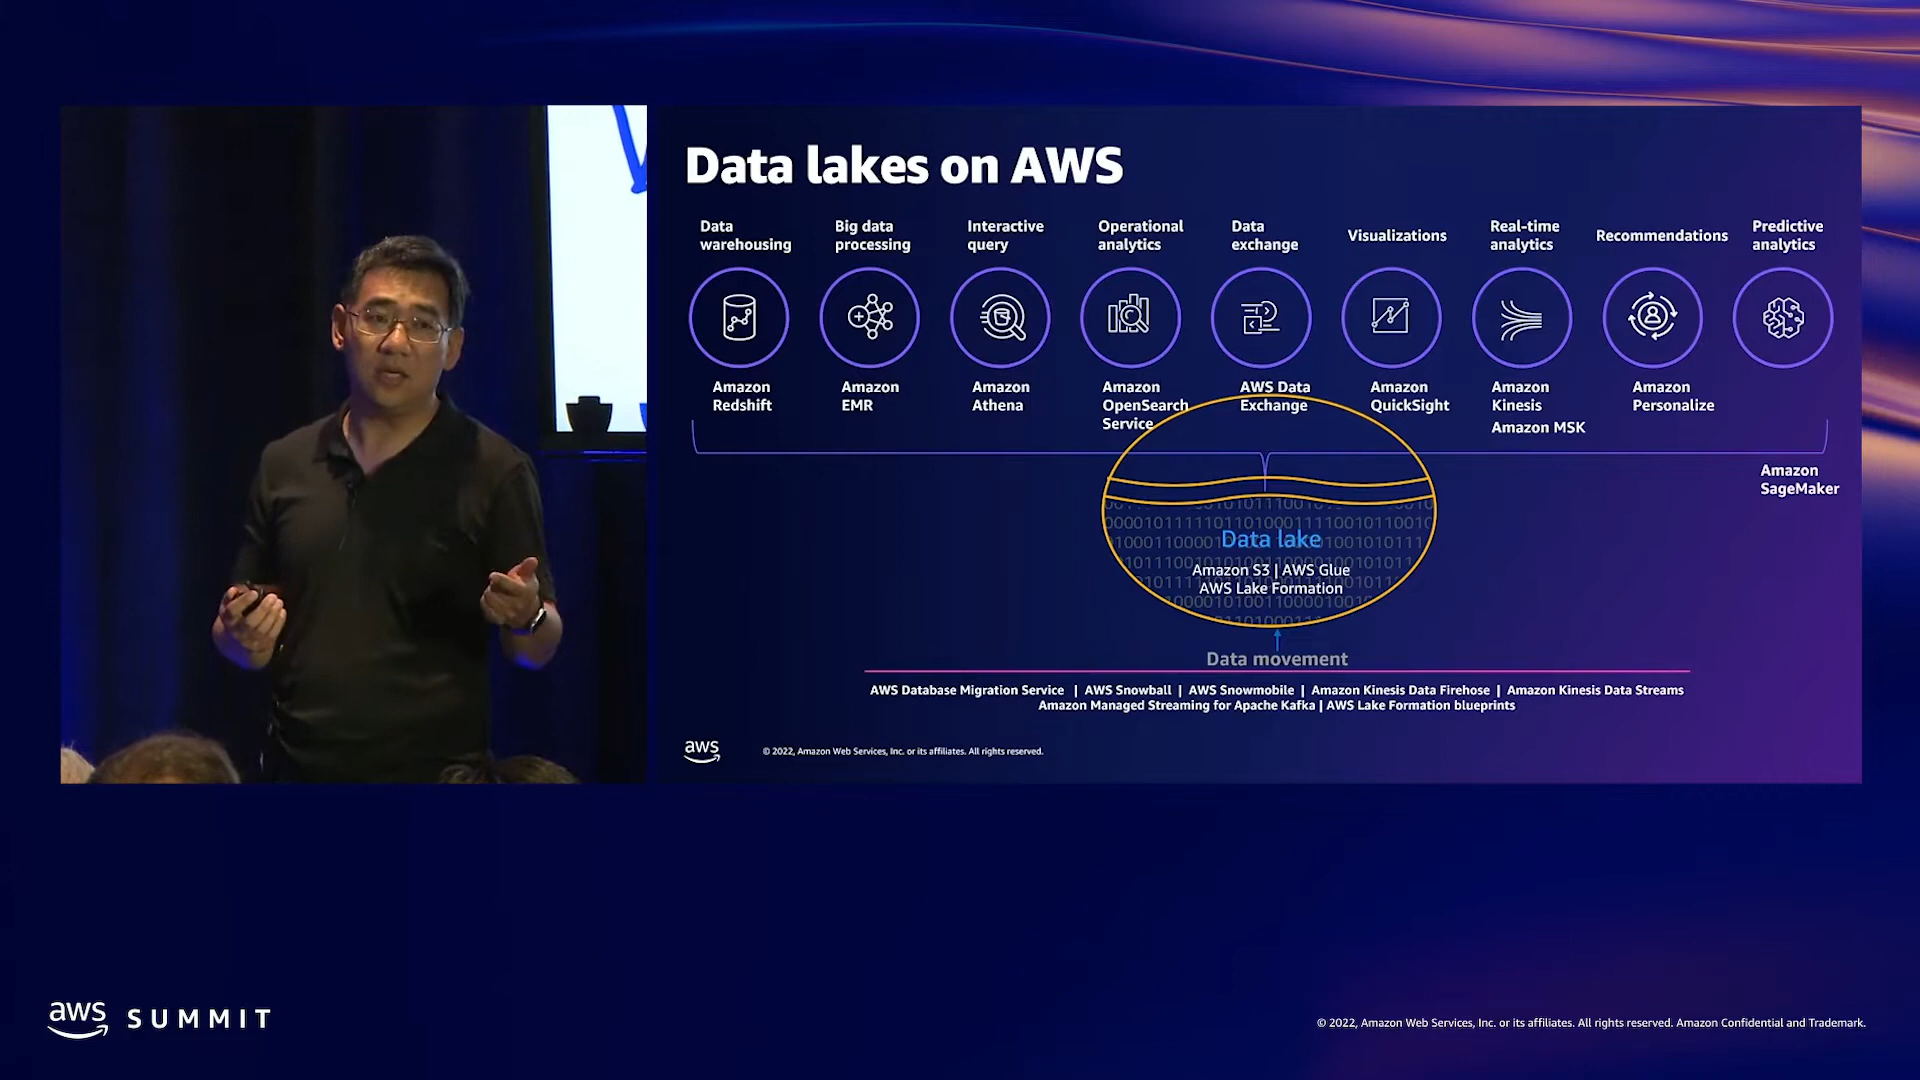 Data lakes on AWS
Data warehousing
Big data processing
Interactive query
Operational analytics
Data exchange
Visualizations
Real-time analytics
Recommendations
Predictive analytics
Amazon Redshift
Amazon EMR
Amazon Athena
Amazon OpenSearch Service
AWS Data Exchange
Amazon QuickSight
Amazon Kinesis
Amazon MSK
Amazon Personalize
Amazon SageMaker
Data lake
Amazon S3 | AWS Glue
AWS Lake Formation
Data movement
AWS Database Migration Service | AWS Snowball | AWS Snowmobile | Amazon Kinesis Data Firehose | Amazon Kinesis Data Streams
Amazon Managed Streaming for Apache Kafka | AWS Lake Formation blueprints
aws
© 2022, Amazon Web Services, Inc. or its affiliates. All rights reserved.
aws SUMMIT
© 2022, Amazon Web Services, Inc. or its affiliates. All rights reserved. Amazon Confidential and Trademark.